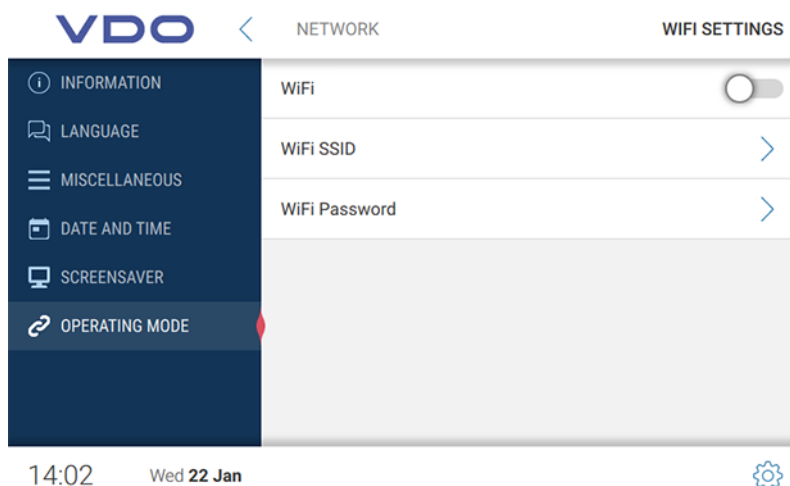 VDO
NETWORK
WIFI SETTINGS
INFORMATION
LANGUAGE
MISCELLANEOUS
DATE AND TIME
SCREENSAVER
OPERATING MODE
WiFi
WiFi SSID
WiFi Password
14:02 Wed 22 Jan